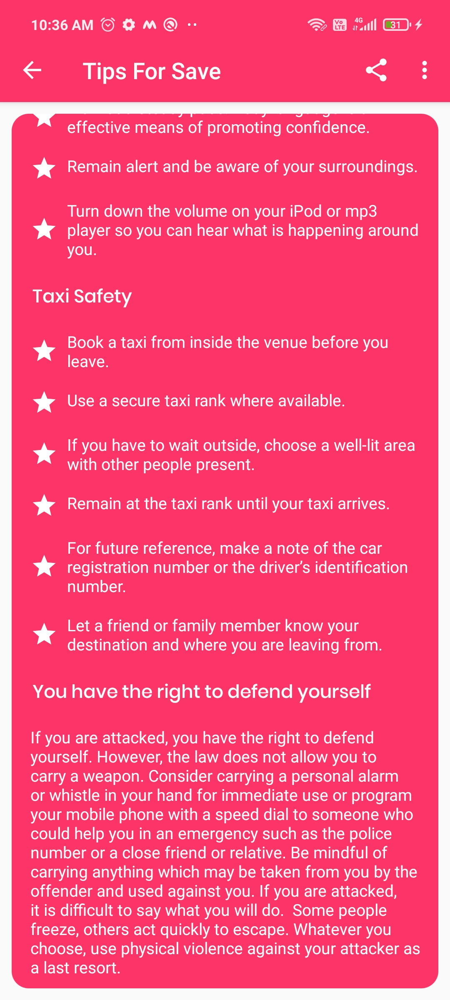 10:36 AM
Vo LTE
4G
31
Tips For Save
effective means of promoting confidence.
Remain alert and be aware of your surroundings.
Turn down the volume on your iPod or mp3
player so you can hear what is happening around
you.
Taxi Safety
Book a taxi from inside the venue before you
leave.
Use a secure taxi rank where available.
If you have to wait outside, choose a well-lit area
with other people present.
Remain at the taxi rank until your taxi arrives.
For future reference, make a note of the car
registration number or the driver’s identification
number.
Let a friend or family member know your
destination and where you are leaving from.
You have the right to defend yourself
If you are attacked, you have the right to defend
yourself. However, the law does not allow you to
carry a weapon. Consider carrying a personal alarm
or whistle in your hand for immediate use or program
your mobile phone with a speed dial to someone who
could help you in an emergency such as the police
number or a close friend or relative. Be mindful of
carrying anything which may be taken from you by the
offender and used against you. If you are attacked,
it is difficult to say what you will do.  Some people
freeze, others act quickly to escape. Whatever you
choose, use physical violence against your attacker as
a last resort.